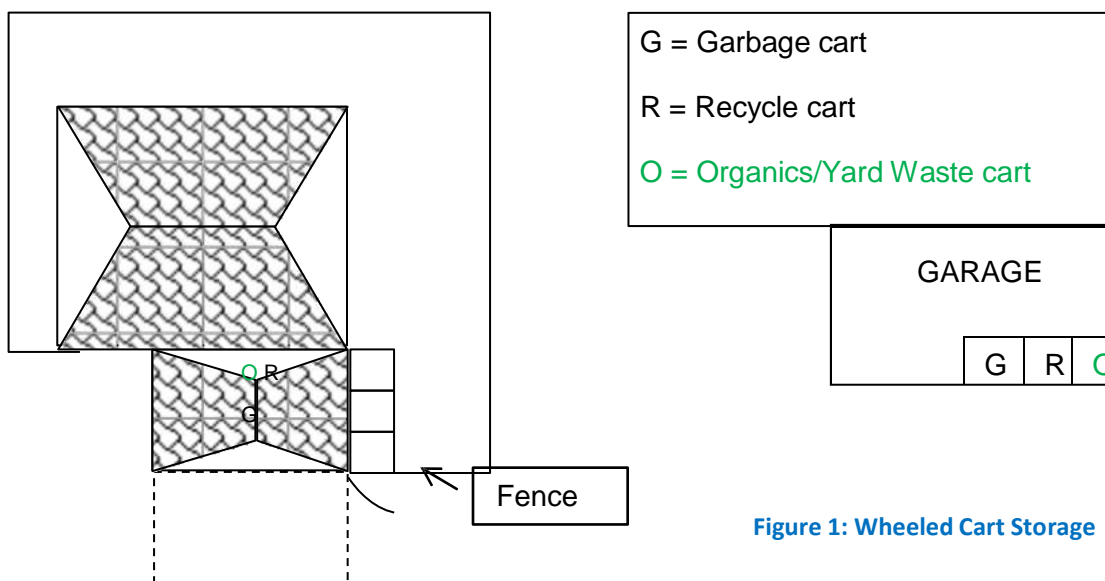 G = Garbage cart
R = Recycle cart
O = Organics/Yard Waste cart
GARAGE
G R O
O R
G
Fence
Figure 1: Wheeled Cart Storage